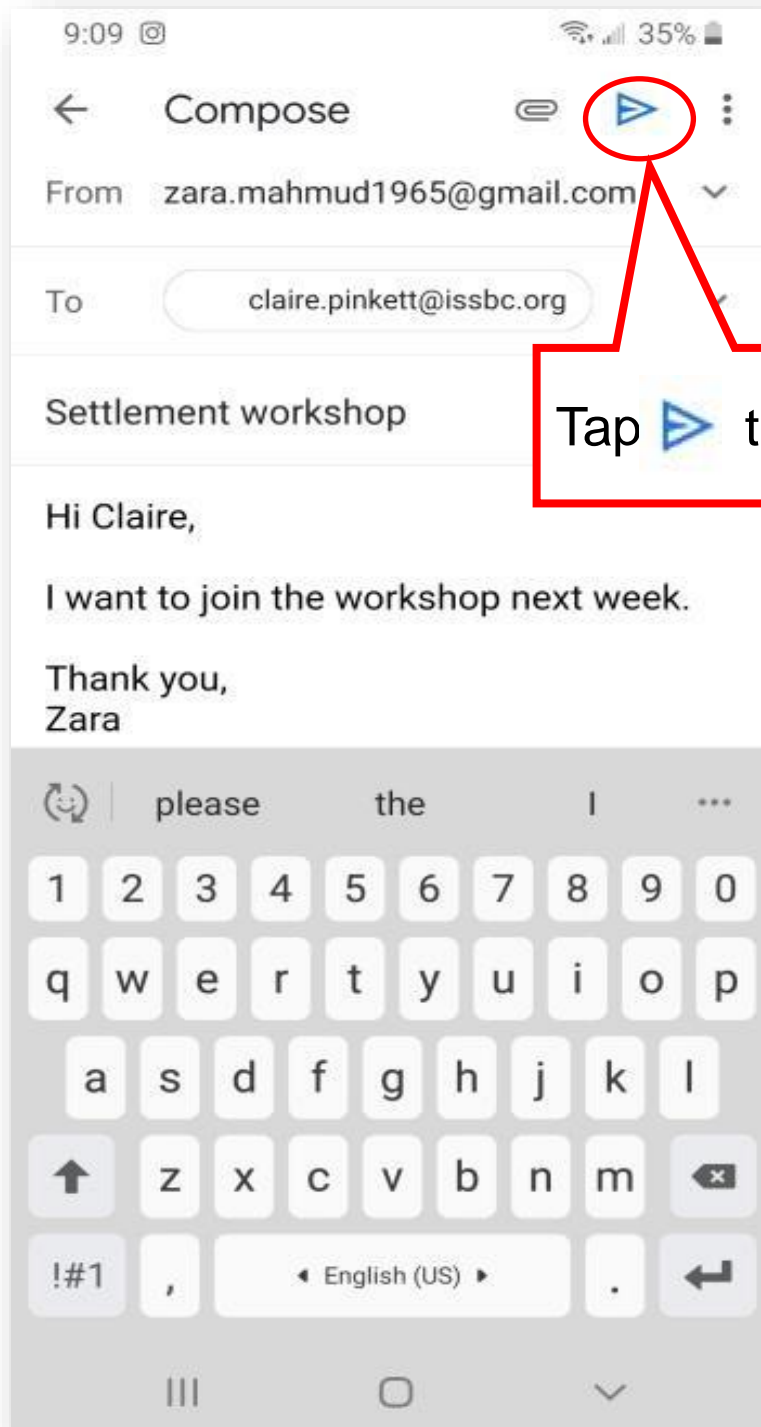 9:09 35%
Compose
From zara.mahmud1965@gmail.com
To claire.pinkett@issbc.org
Settlement workshop
Tap t
Hi Claire,
I want to join the workshop next week.
Thank you,
Zara
please the I
1 2 3 4 5 6 7 8 9 0
q w e r t y u i o p
a s d f g h j k l
z x c v b n m
!#1 , English (US) .